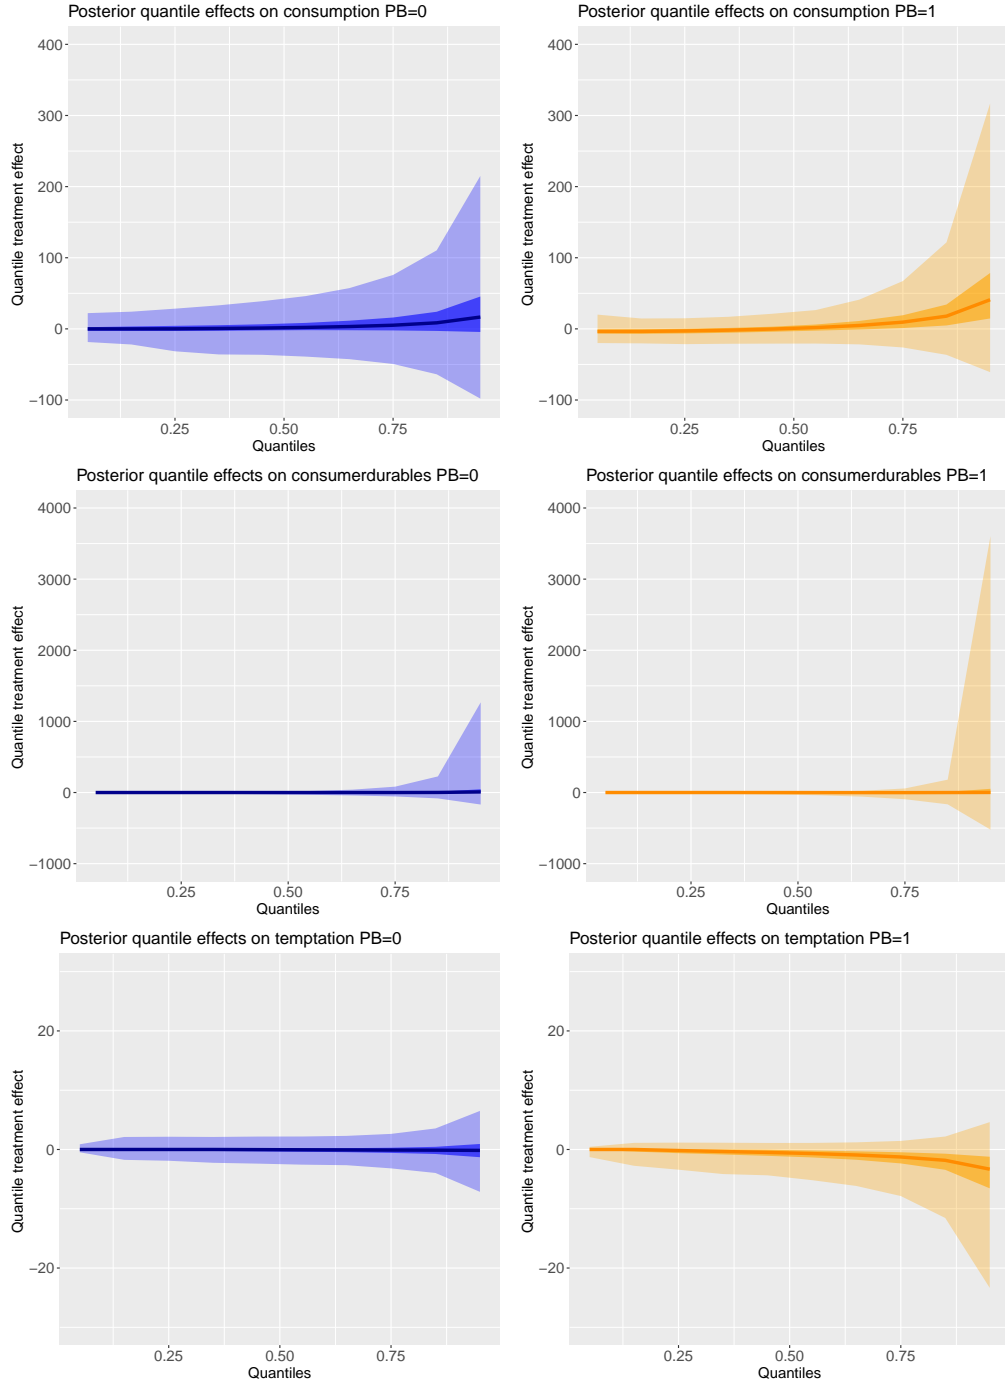 Posterior quantile effects on consumption PB=0
400
300
200
100
0
−100
Quantile treatment effect
0.25 0.50 0.75
Quantiles
Posterior quantile effects on consumption PB=1
400
300
200
100
0
−100
Quantile treatment effect
0.25 0.50 0.75
Quantiles
Posterior quantile effects on consumerdurables PB=0
4000
3000
2000
1000
0
−1000
Quantile treatment effect
0.25 0.50 0.75
Quantiles
Posterior quantile effects on consumerdurables PB=1
4000
3000
2000
1000
0
−1000
Quantile treatment effect
0.25 0.50 0.75
Quantiles
Posterior quantile effects on temptation PB=0
20
0
−20
Quantile treatment effect
0.25 0.50 0.75
Quantiles
Posterior quantile effects on temptation PB=1
20
0
−20
Quantile treatment effect
0.25 0.50 0.75
Quantiles